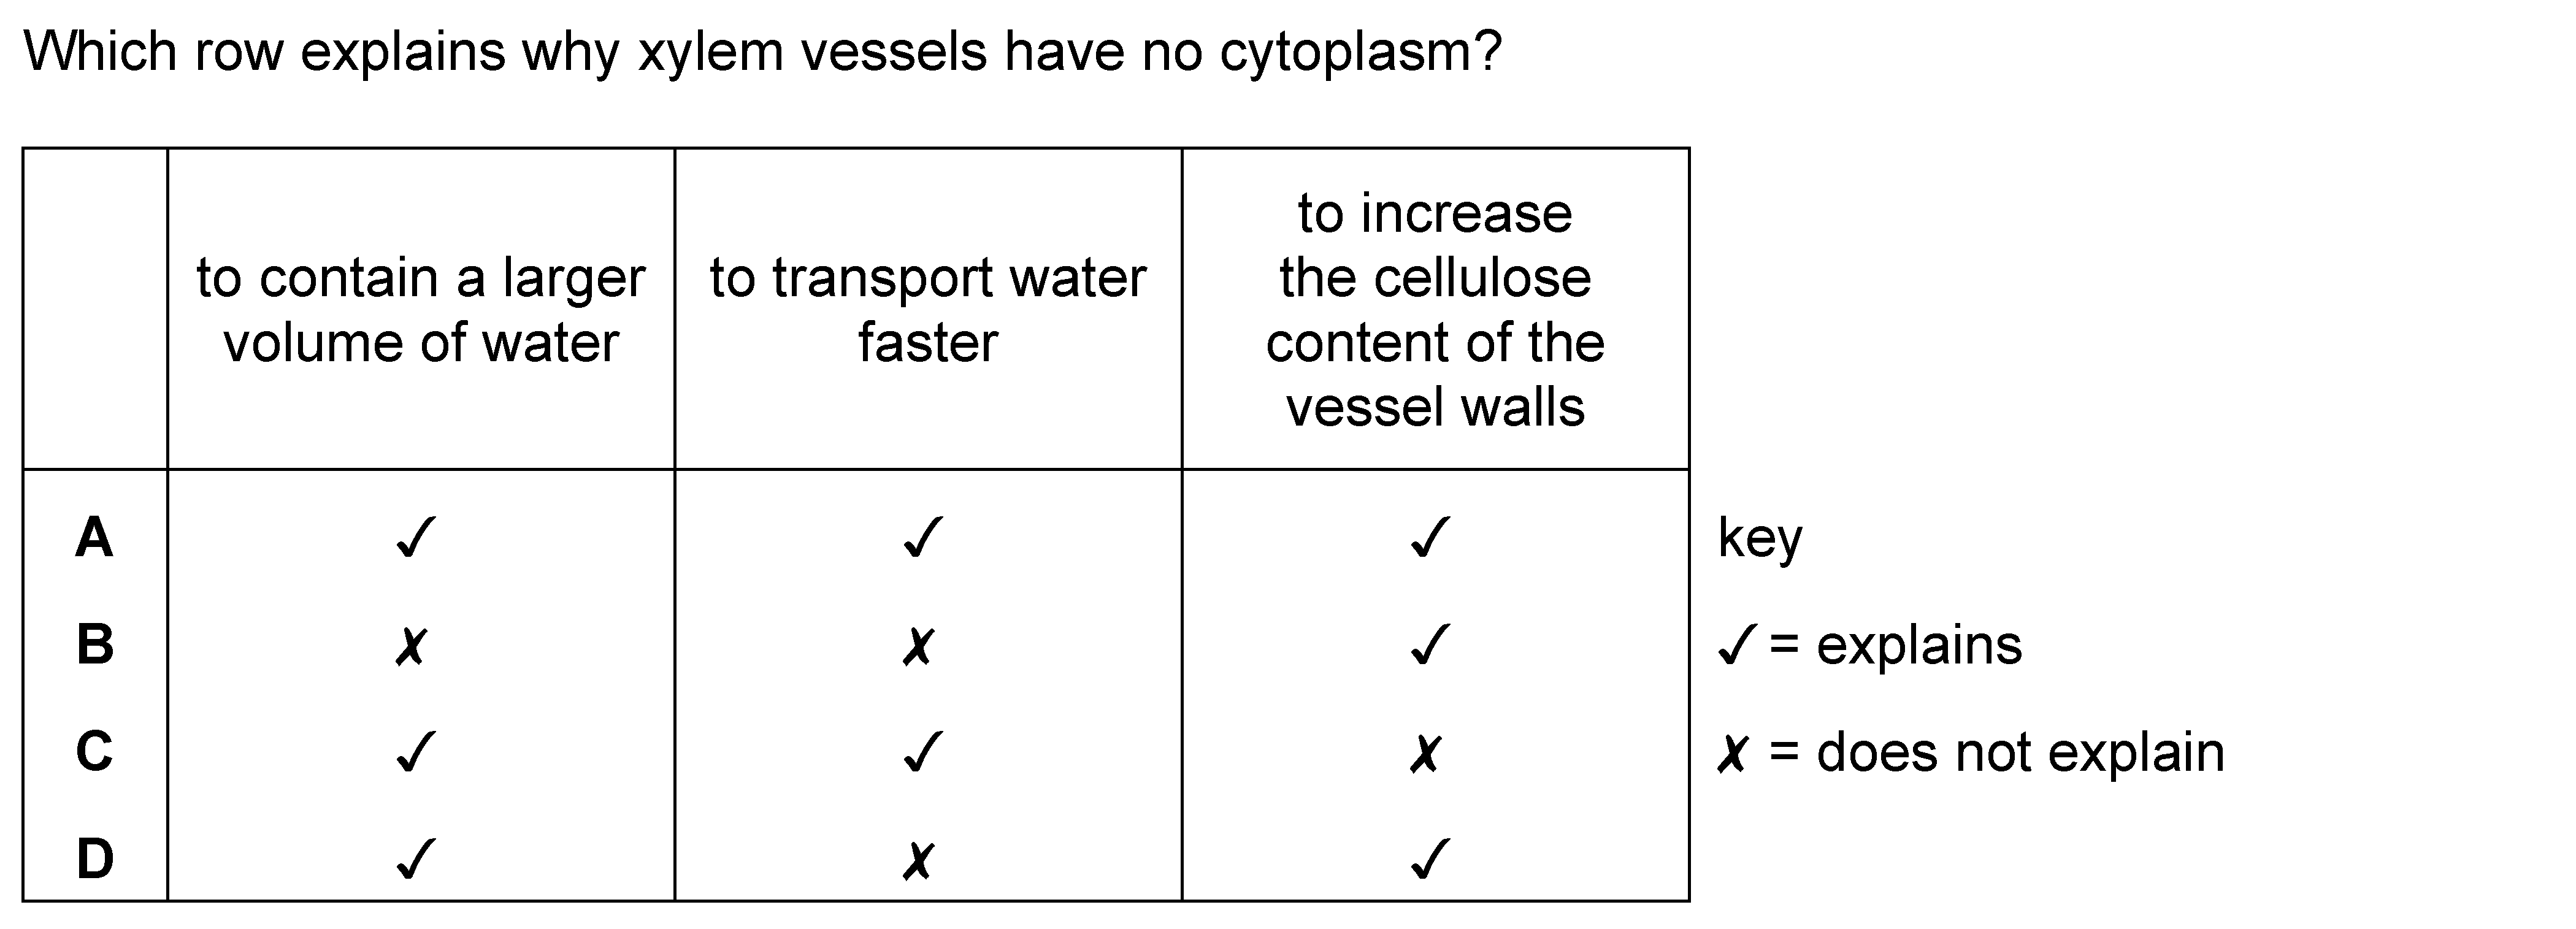 Which row explains why xylem vessels have no cytoplasm?
to contain a larger volume of water
to transport water faster
to increase the cellulose content of the vessel walls
A ✓ ✓ ✓ key
B ✗ ✗ ✓ ✓ = explains
C ✓ ✓ ✗ ✗ = does not explain
D ✓ ✗ ✓